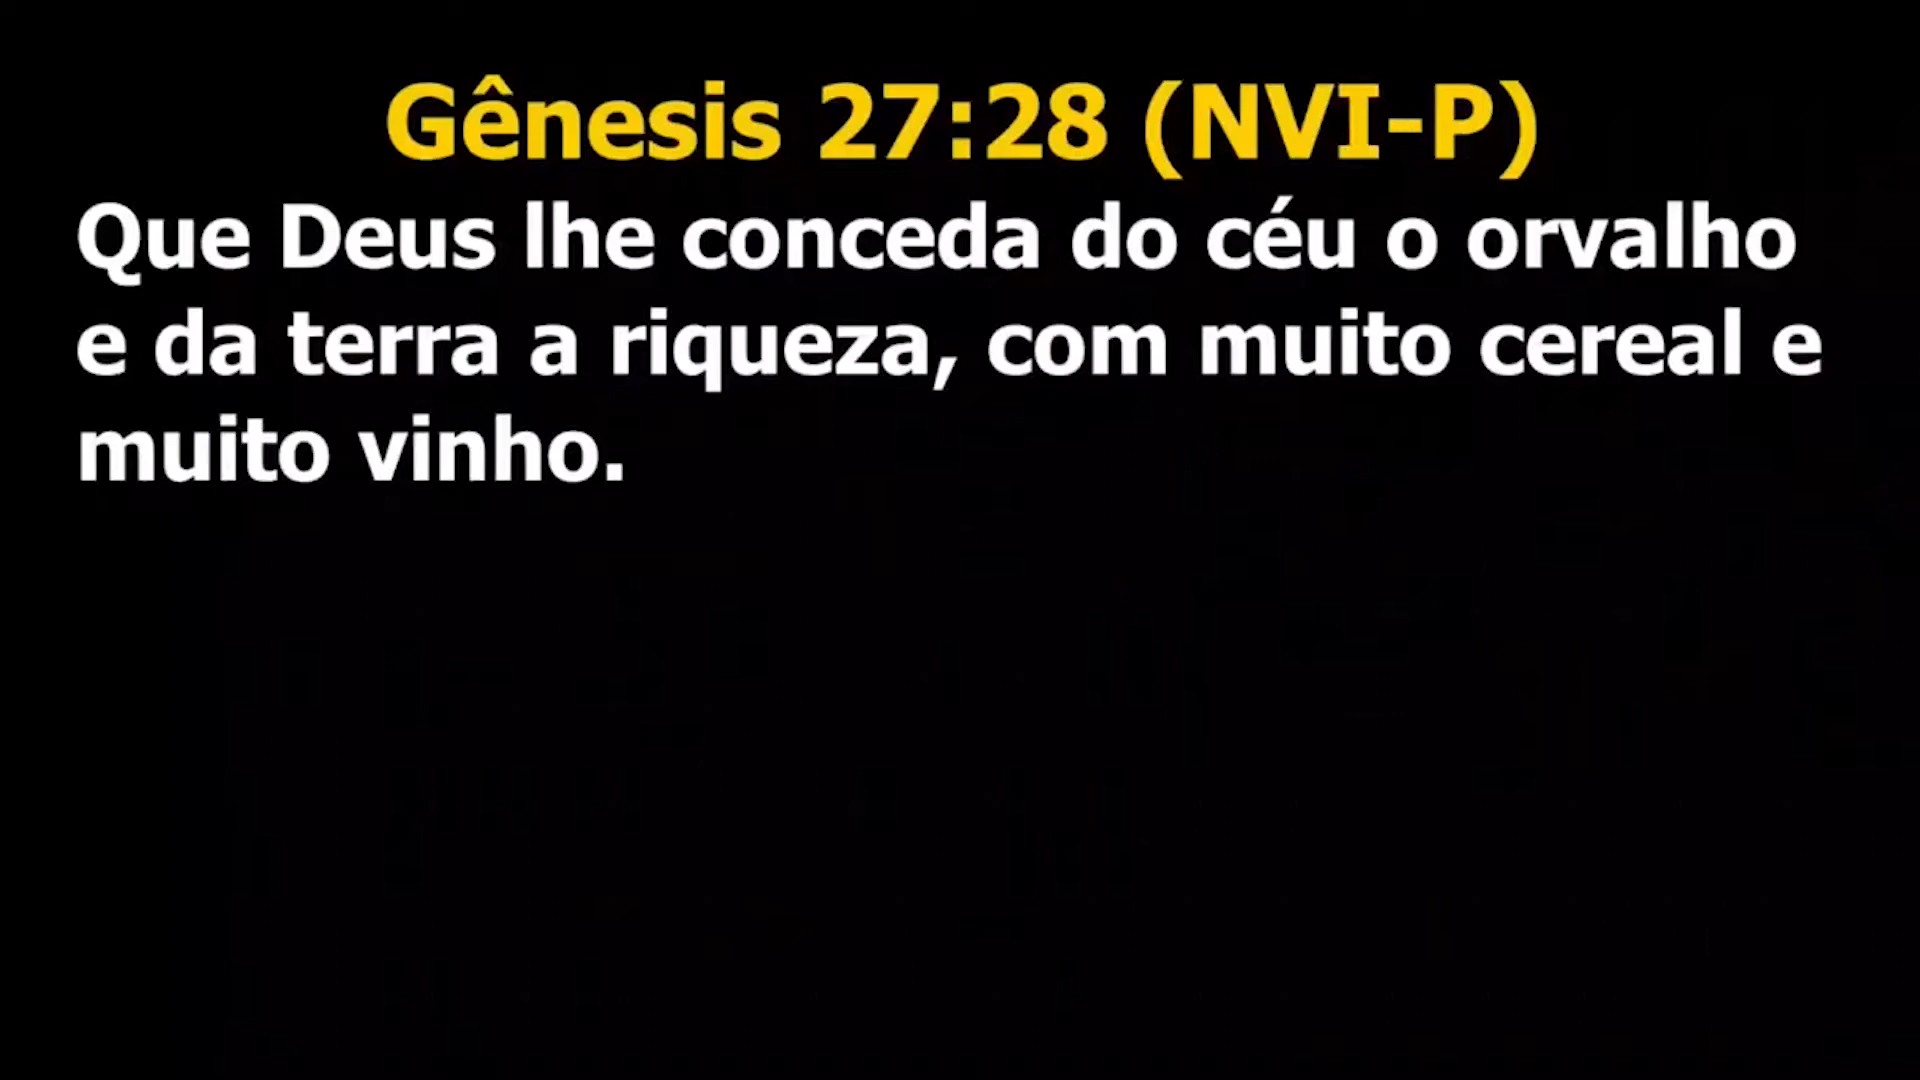 Gênesis 27:28 (NVI-P)
Que Deus lhe conceda do céu o orvalho
e da terra a riqueza, com muito cereal e
muito vinho.